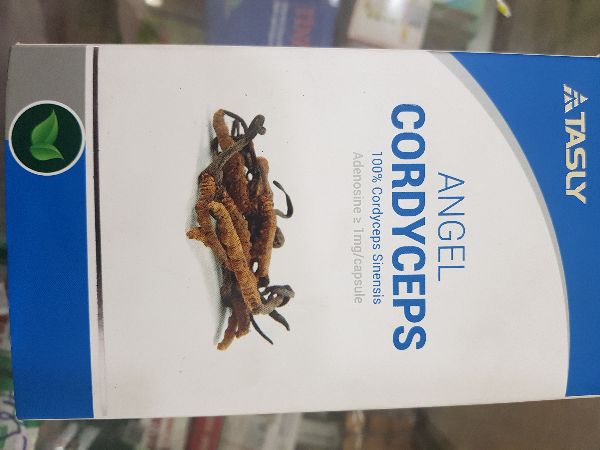 TASLY
ANGEL
CORDYCEPS
100% Cordyceps Sinensis
Adenosine ≥ 1mg/capsule